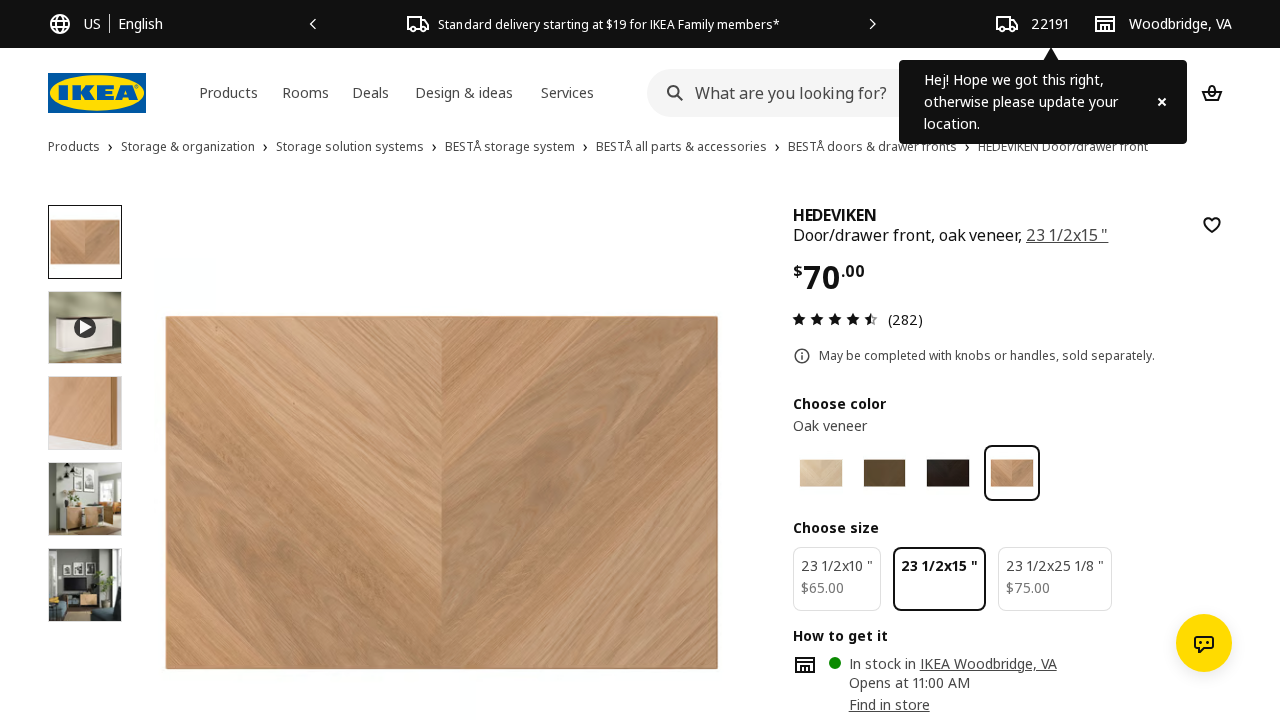 US | English
Standard delivery starting at $19 for IKEA Family members*
22191
Woodbridge, VA
IKEA
Products
Rooms
Deals
Design & ideas
Services
What are you looking for?
Hej! Hope we got this right,
otherwise please update your
location.
Products › Storage & organization › Storage solution systems › BESTÅ storage system › BESTÅ all parts & accessories › BESTÅ doors & drawer fronts › HEDEVIKEN Door/drawer front
HEDEVIKEN
Door/drawer front, oak veneer, 23 1/2x15 "
$70.00
(282)
May be completed with knobs or handles, sold separately.
Choose color
Oak veneer
Choose size
23 1/2x10 "
$65.00
23 1/2x15 "
23 1/2x25 1/8 "
$75.00
How to get it
In stock in IKEA Woodbridge, VA
Opens at 11:00 AM
Find in store